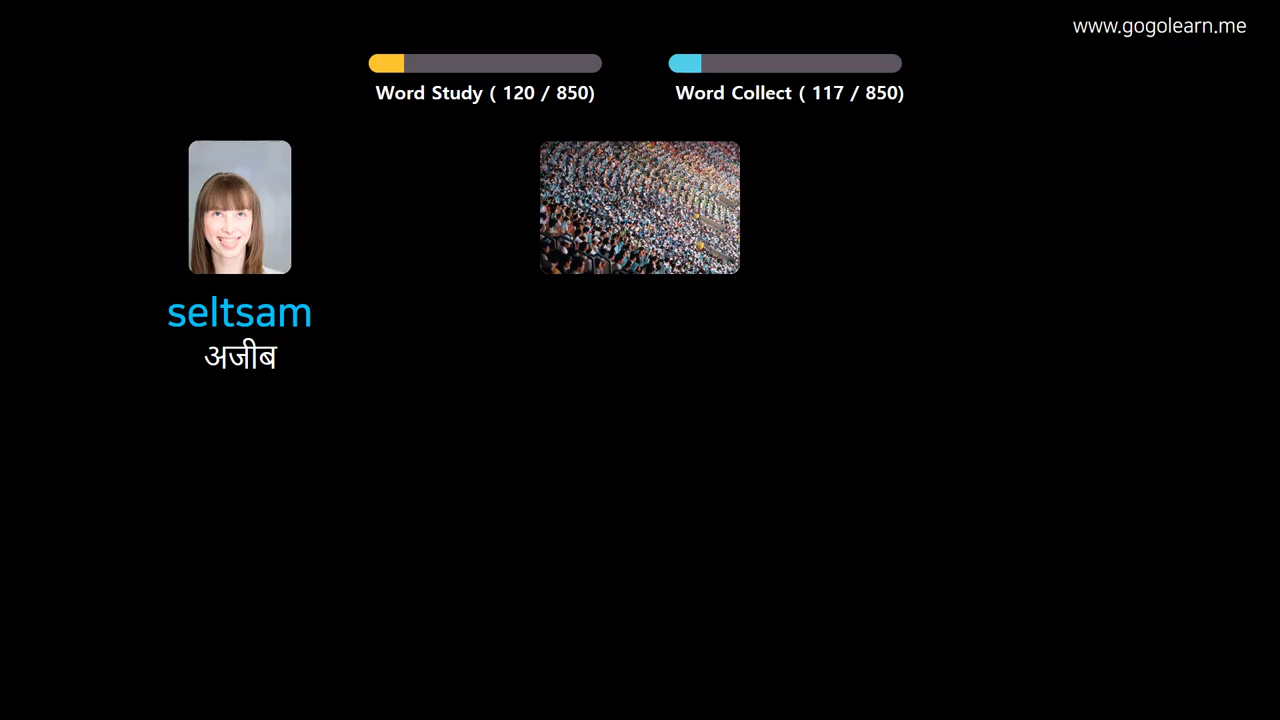 www.gogolearn.me
Word Study ( 120 / 850)
Word Collect ( 117 / 850)
seltsam
अजीब